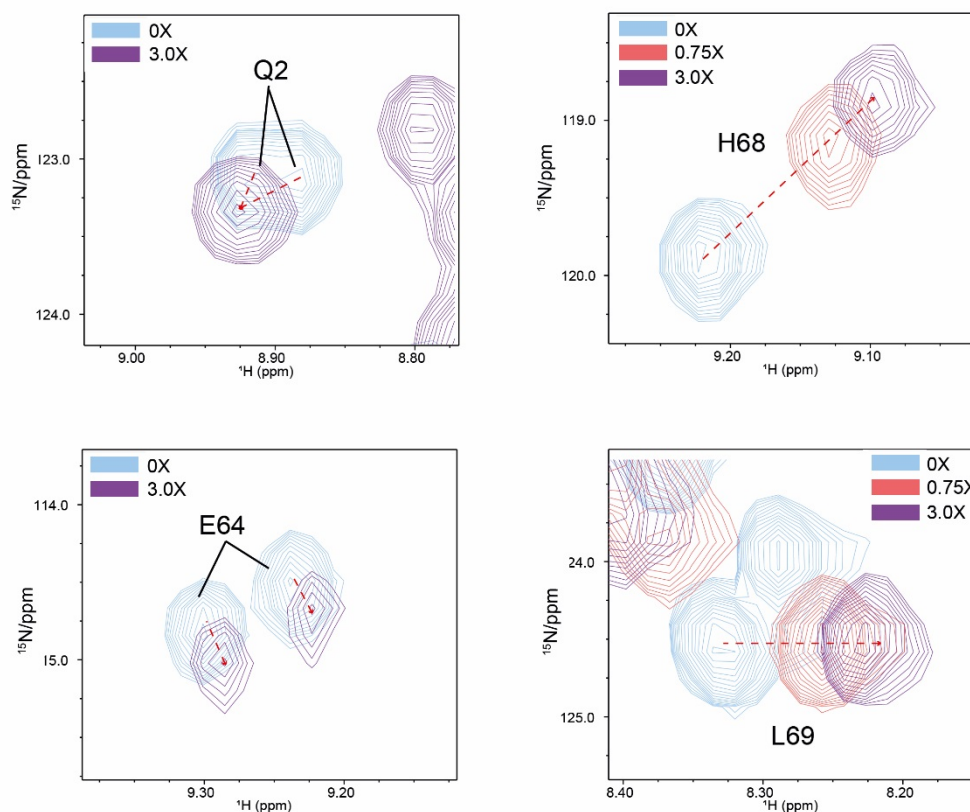 0X
3.0X
Q2
123.0
124.0
¹⁵N/ppm
9.00
8.90
8.80
¹H (ppm)
0X
0.75X
3.0X
H68
119.0
120.0
¹⁵N/ppm
9.20
9.10
¹H (ppm)
0X
3.0X
E64
114.0
15.0
¹⁵N/ppm
9.30
9.20
¹H (ppm)
0X
0.75X
3.0X
24.0
125.0
¹⁵N/ppm
L69
8.40
8.30
8.20
¹H (ppm)